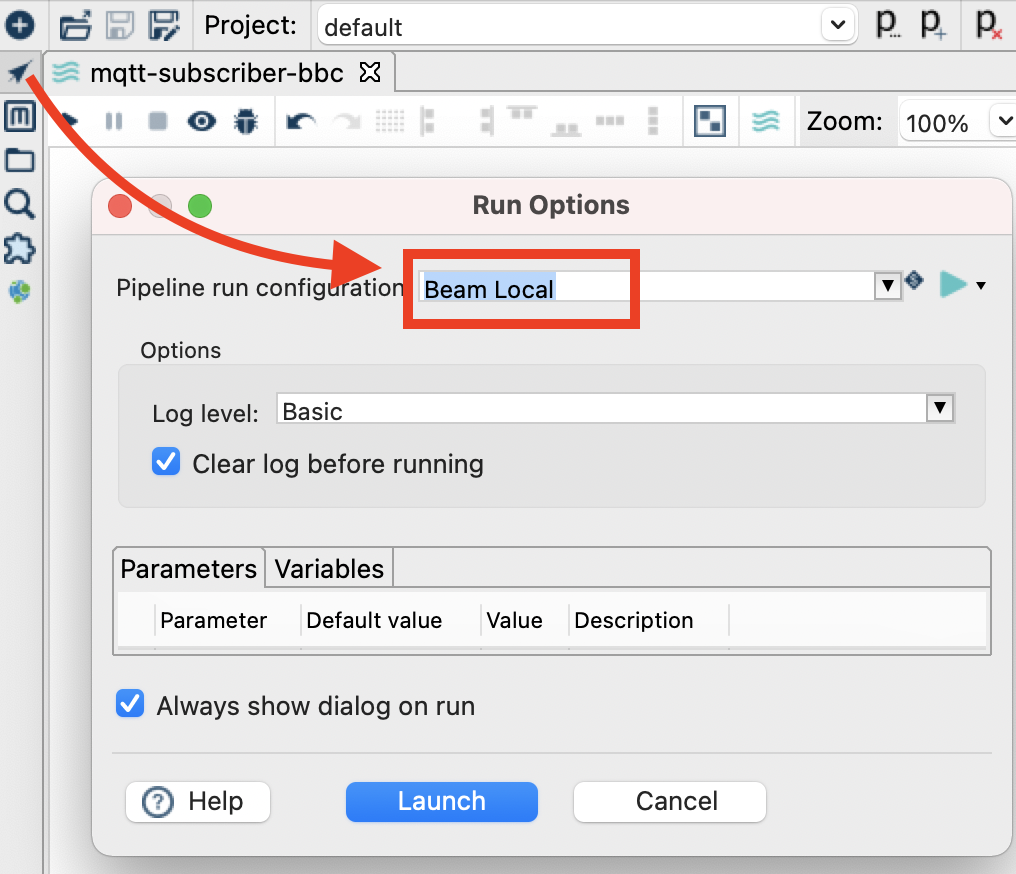 Project: default
mqtt-subscriber-bbc
Zoom: 100%
Run Options
Pipeline run configuration Beam Local
Options
Log level: Basic
Clear log before running
Parameters Variables
Parameter Default value Value Description
Always show dialog on run
Help Launch Cancel